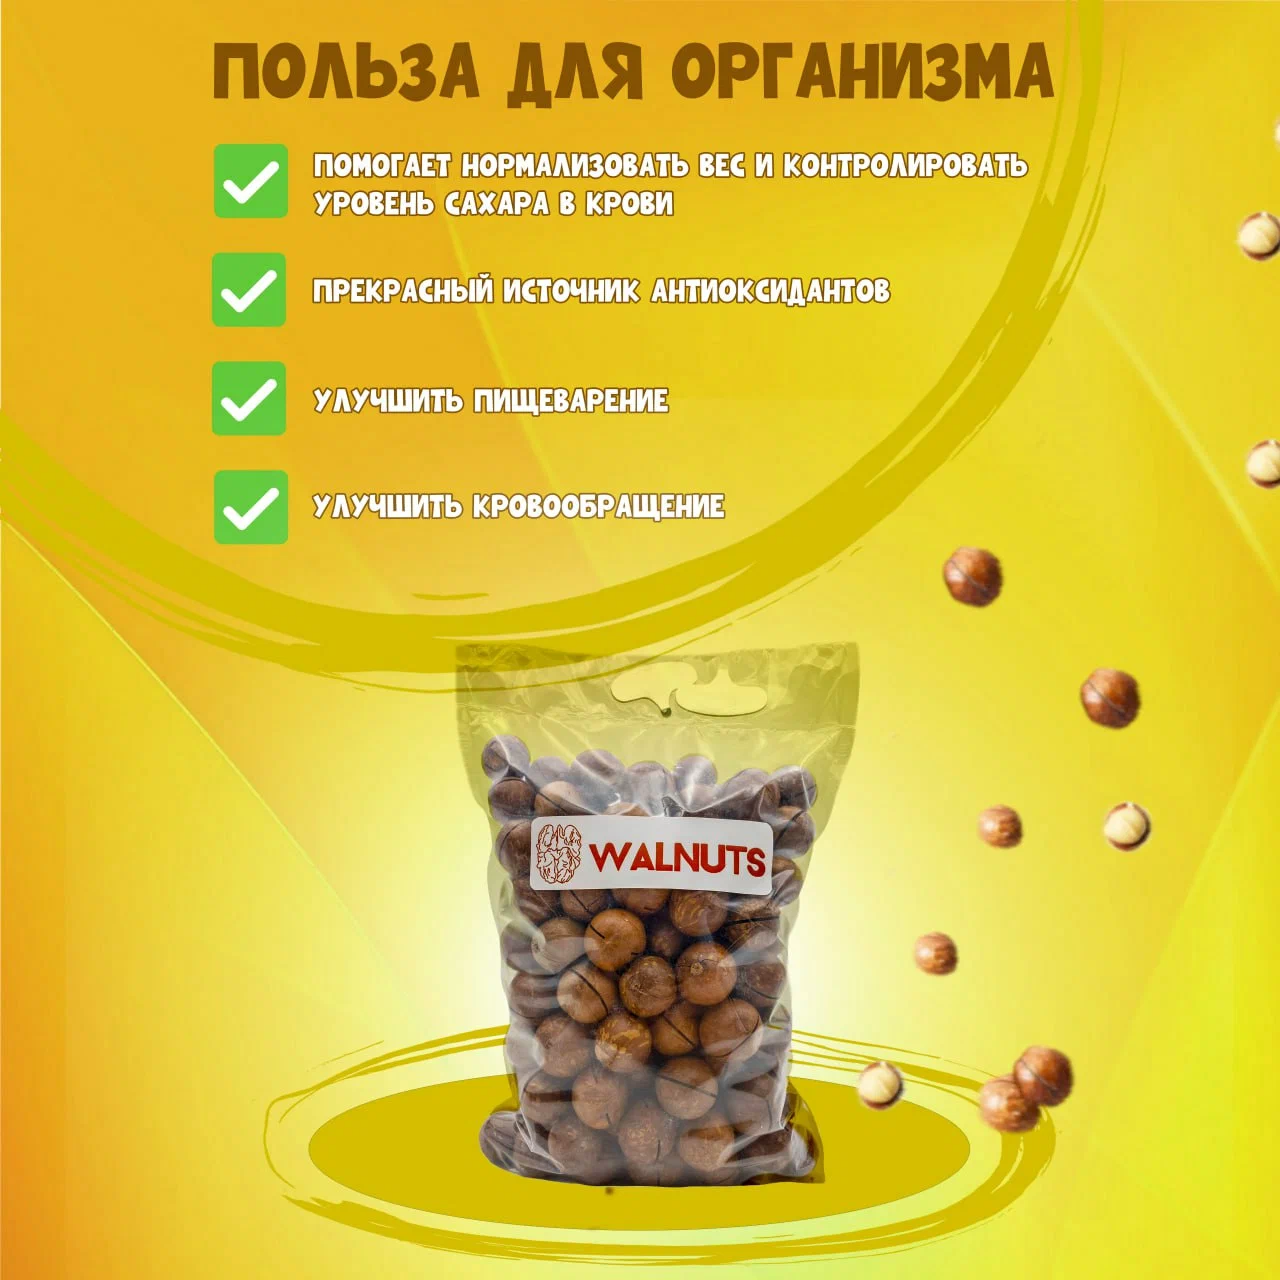 ПОЛЬЗА ДЛЯ ОРГАНИЗМА
ПОМОГАЕТ НОРМАЛИЗОВАТЬ ВЕС И КОНТРОЛИРОВАТЬ
УРОВЕНЬ САХАРА В КРОВИ
ПРЕКРАСНЫЙ ИСТОЧНИК АНТИОКСИДАНТОВ
УЛУЧШИТЬ ПИЩЕВАРЕНИЕ
УЛУЧШИТЬ КРОВООБРАЩЕНИЕ
WALNUTS